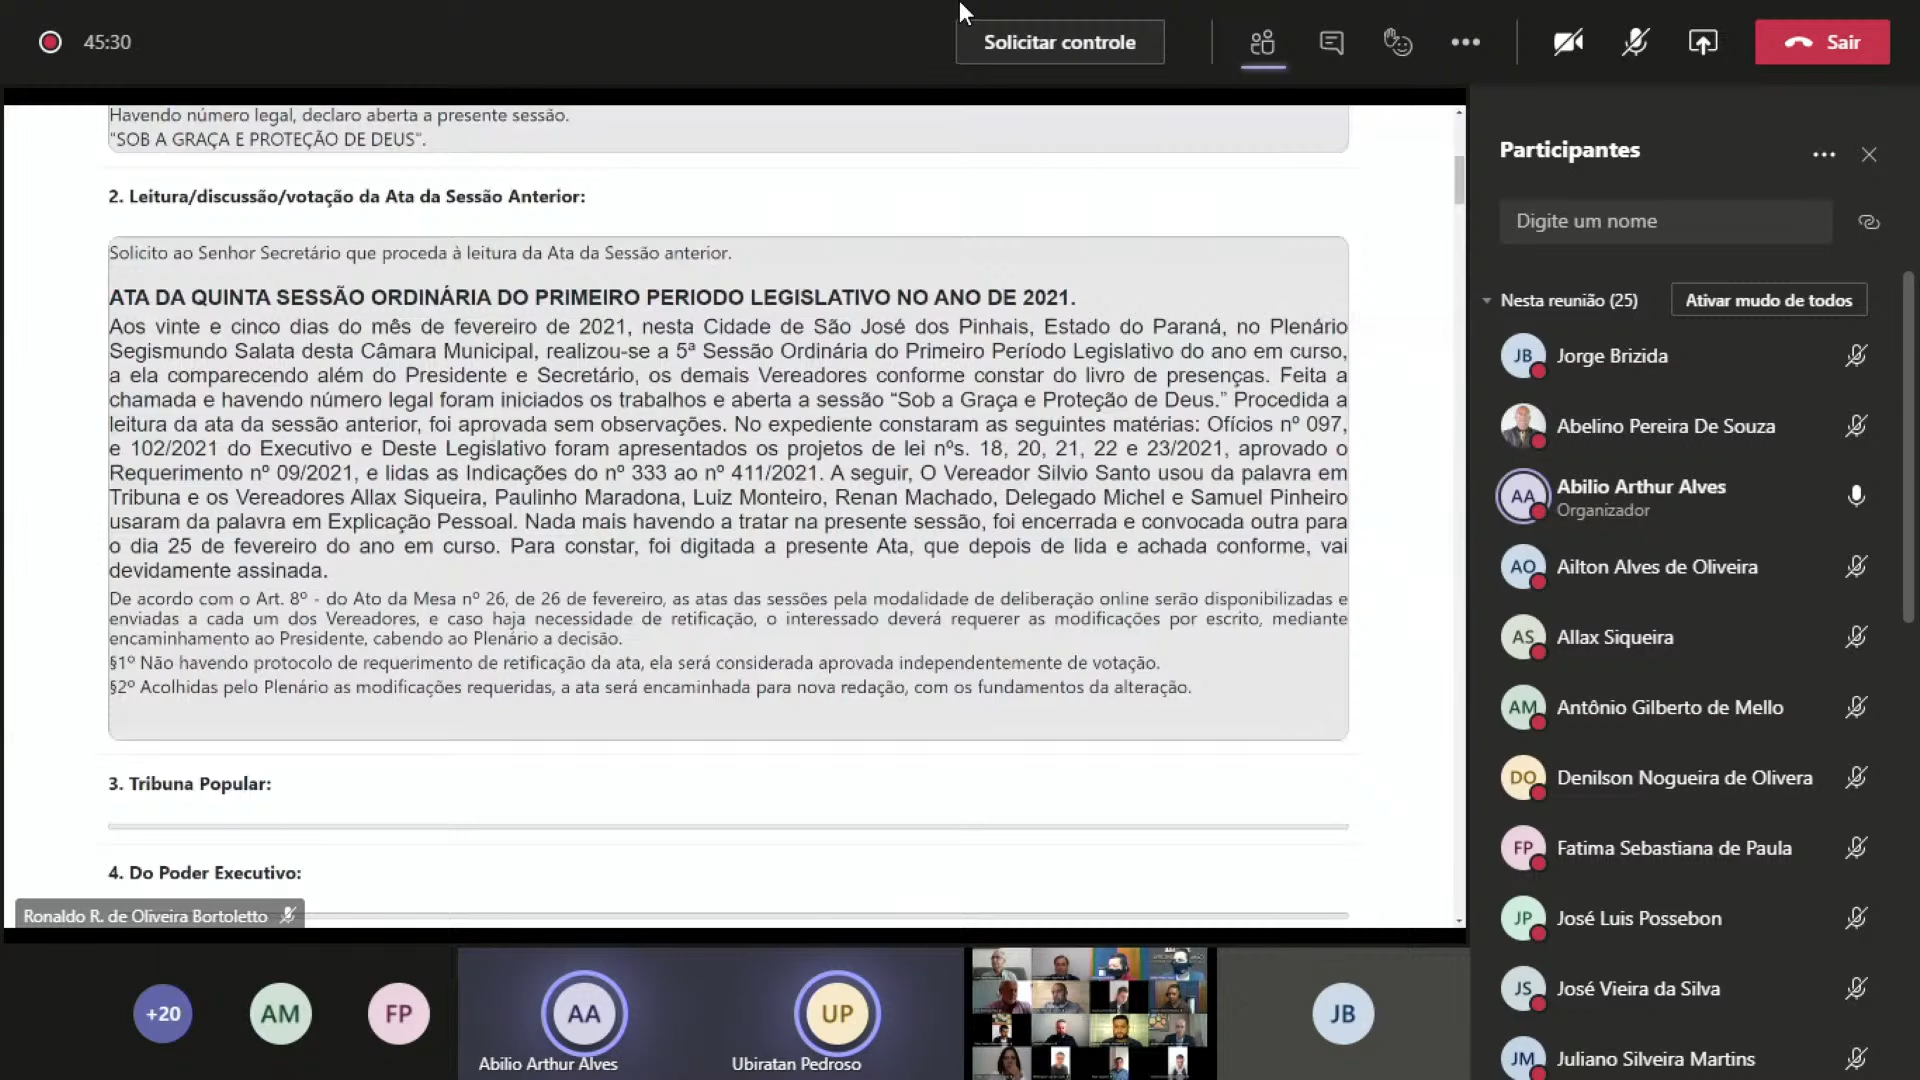 45:30
Solicitar controle
Sair
Havendo número legal, declaro aberta a presente sessão.
"SOB A GRAÇA E PROTEÇÃO DE DEUS".
2. Leitura/discussão/votação da Ata da Sessão Anterior:
Solicito ao Senhor Secretário que proceda à leitura da Ata da Sessão anterior.
ATA DA QUINTA SESSÃO ORDINÁRIA DO PRIMEIRO PERIODO LEGISLATIVO NO ANO DE 2021.
Aos vinte e cinco dias do mês de fevereiro de 2021, nesta Cidade de São José dos Pinhais, Estado do Paraná, no Plenário
Segismundo Salata desta Câmara Municipal, realizou-se a 5ª Sessão Ordinária do Primeiro Período Legislativo do ano em curso,
a ela comparecendo além do Presidente e Secretário, os demais Vereadores conforme constar do livro de presenças. Feita a
chamada e havendo número legal foram iniciados os trabalhos e aberta a sessão “Sob a Graça e Proteção de Deus.” Procedida a
leitura da ata da sessão anterior, foi aprovada sem observações. No expediente constaram as seguintes matérias: Ofícios nº 097,
e 102/2021 do Executivo e Deste Legislativo foram apresentados os projetos de lei nºs. 18, 20, 21, 22 e 23/2021, aprovado o
Requerimento nº 09/2021, e lidas as Indicações do nº 333 ao nº 411/2021. A seguir, O Vereador Silvio Santo usou da palavra em
Tribuna e os Vereadores Allax Siqueira, Paulinho Maradona, Luiz Monteiro, Renan Machado, Delegado Michel e Samuel Pinheiro
usaram da palavra em Explicação Pessoal. Nada mais havendo a tratar na presente sessão, foi encerrada e convocada outra para
o dia 25 de fevereiro do ano em curso. Para constar, foi digitada a presente Ata, que depois de lida e achada conforme, vai
devidamente assinada.
De acordo com o Art. 8º - do Ato da Mesa nº 26, de 26 de fevereiro, as atas das sessões pela modalidade de deliberação online serão disponibilizadas e
enviadas a cada um dos Vereadores, e caso haja necessidade de retificação, o interessado deverá requerer as modificações por escrito, mediante
encaminhamento ao Presidente, cabendo ao Plenário a decisão.
§1º Não havendo protocolo de requerimento de retificação da ata, ela será considerada aprovada independentemente de votação.
§2º Acolhidas pelo Plenário as modificações requeridas, a ata será encaminhada para nova redação, com os fundamentos da alteração.
3. Tribuna Popular:
4. Do Poder Executivo:
Ronaldo R. de Oliveira Bortoletto
+20
AM
FP
AA
Abilio Arthur Alves
UP
Ubiratan Pedroso
JB
Participantes
Digite um nome
Nesta reunião (25)
Ativar mudo de todos
JB Jorge Brizida
Abelino Pereira De Souza
AA Abilio Arthur Alves
Organizador
AO Ailton Alves de Oliveira
AS Allax Siqueira
AM Antônio Gilberto de Mello
DO Denilson Nogueira de Olivera
FP Fatima Sebastiana de Paula
JP José Luis Possebon
JS José Vieira da Silva
JM Juliano Silveira Martins